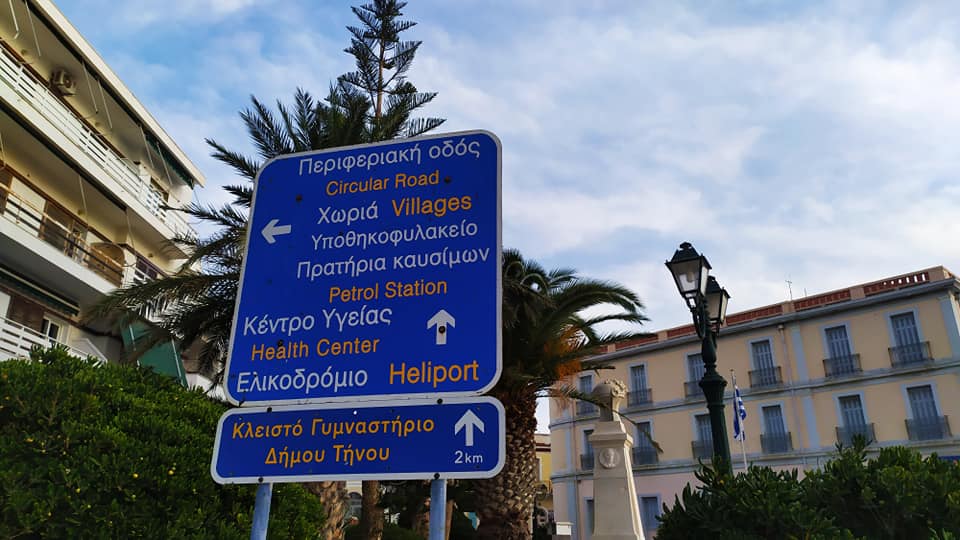 Περιφεριακή οδός
Circular Road
Χωριά Villages
Υποθηκοφυλακείο
Πρατήρια καυσίμων
Petrol Station
Κέντρο Υγείας
Health Center
Ελικοδρόμιο Heliport
Κλειστό Γυμναστήριο
Δήμου Τήνου
2km